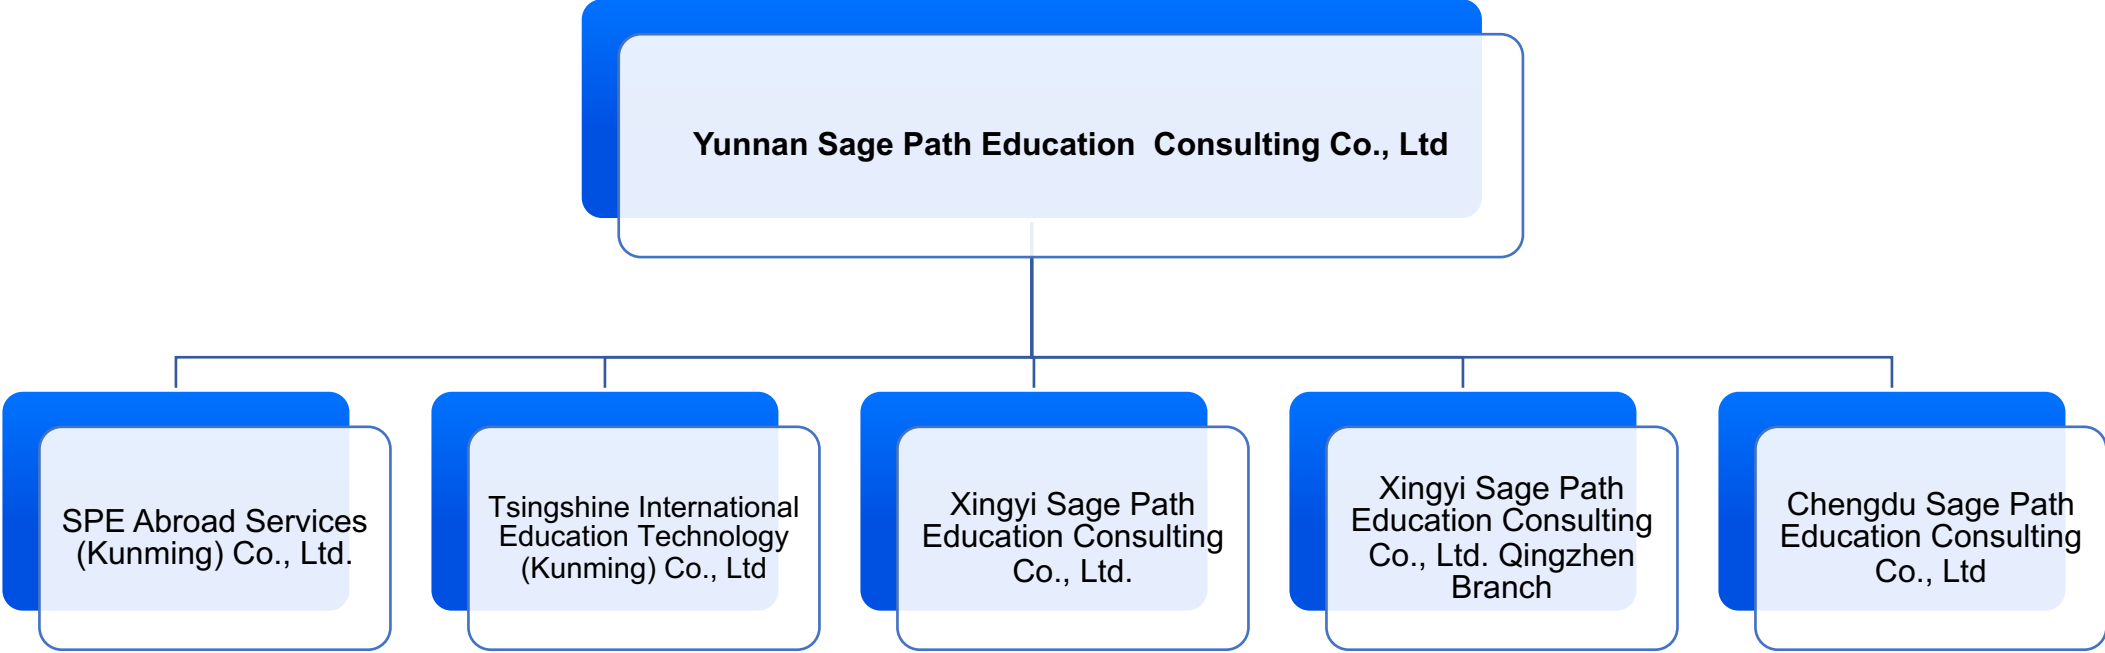 Yunnan Sage Path Education  Consulting Co., Ltd
SPE Abroad Services
(Kunming) Co., Ltd.
Tsingshine International
Education Technology
(Kunming) Co., Ltd
Xingyi Sage Path
Education Consulting
Co., Ltd.
Xingyi Sage Path
Education Consulting
Co., Ltd. Qingzhen
Branch
Chengdu Sage Path
Education Consulting
Co., Ltd